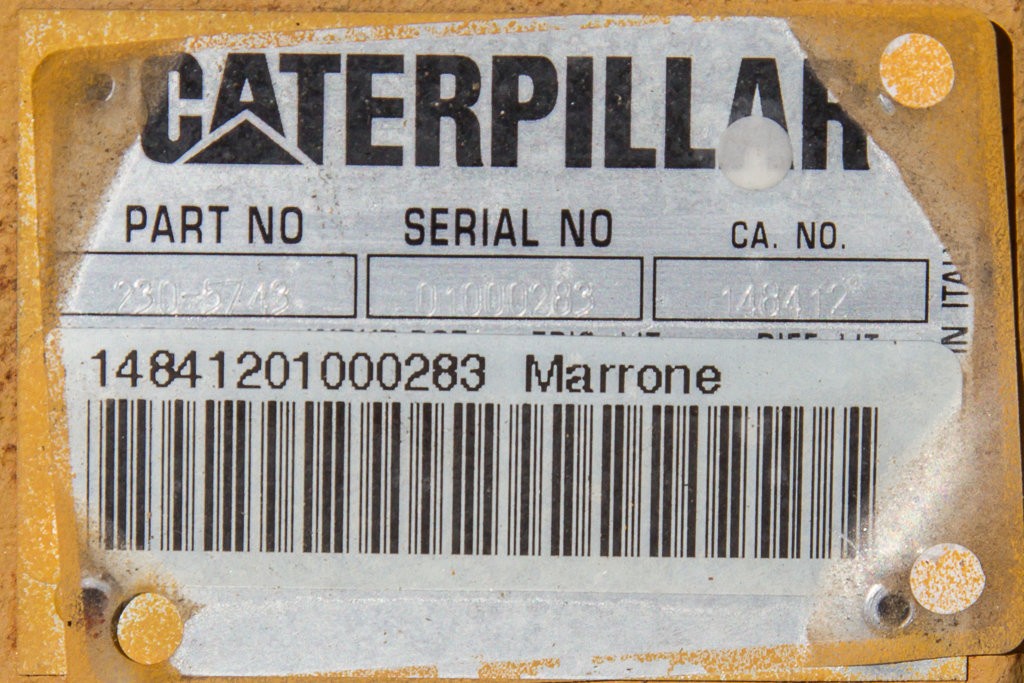 CATERPILLAR
PART NO SERIAL NO CA. NO.
230-5743 01000283 148412
14841201000283 Marrone